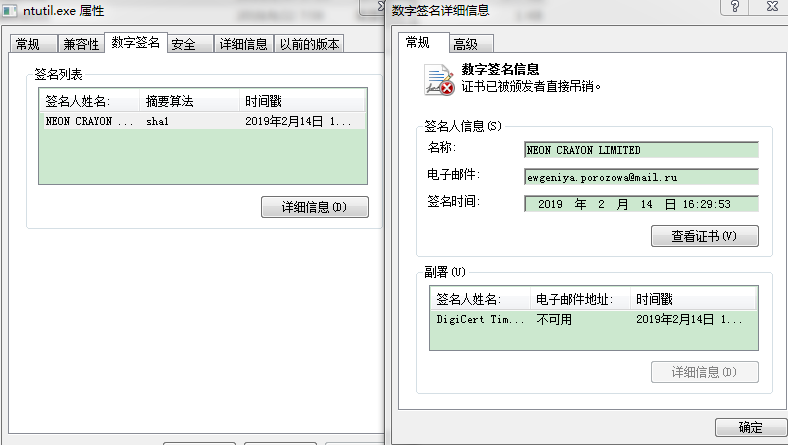 ntutil.exe 属性
常规 兼容性 数字签名 安全 详细信息 以前的版本
签名列表
签名人姓名: 摘要算法 时间戳
NEON CRAYON ... sha1 2019年2月14日 1...
详细信息(D)
数字签名详细信息
常规 高级
数字签名信息
证书已被颁发者直接吊销。
签名人信息(S)
名称: NEON CRAYON LIMITED
电子邮件: ewgeniya.porozowa@mail.ru
签名时间: 2019 年 2 月 14 日 16:29:53
查看证书(V)
副署(U)
签名人姓名: 电子邮件地址: 时间戳
DigiCert Tim... 不可用 2019年2月14日 1...
详细信息(D)
确定